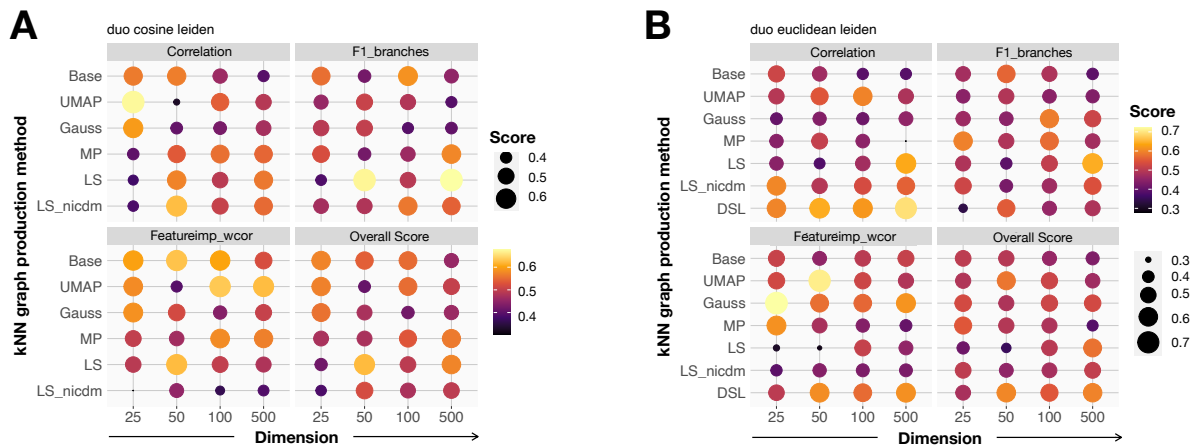 A
duo cosine leiden
Correlation
F1_branches
Base
UMAP
Gauss
MP
LS
LS_nicdm
Featureimp_wcor
Overall Score
Base
UMAP
Gauss
MP
LS
LS_nicdm
25 50 100 500 25 50 100 500
Dimension
kNN graph production method
Score
0.4
0.5
0.6
0.6
0.5
0.4
B
duo euclidean leiden
Correlation
F1_branches
Base
UMAP
Gauss
MP
LS
LS_nicdm
DSL
Featureimp_wcor
Overall Score
Base
UMAP
Gauss
MP
LS
LS_nicdm
DSL
25 50 100 500 25 50 100 500
Dimension
kNN graph production method
Score
0.7
0.6
0.5
0.4
0.3
0.3
0.4
0.5
0.6
0.7